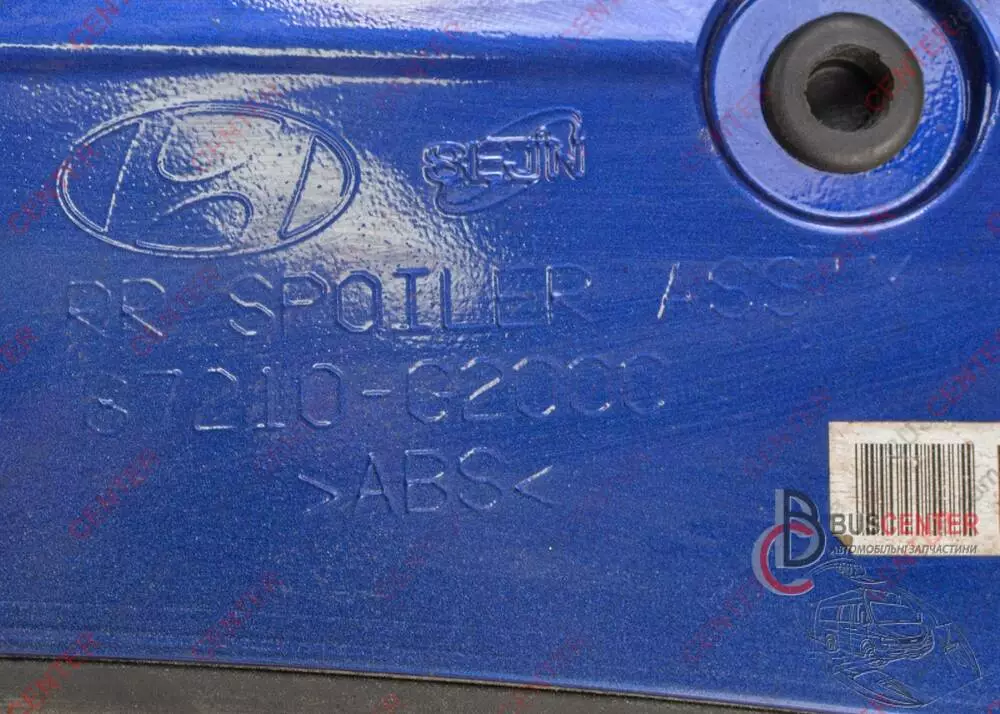 SEJIN
RR SPOILER ASS'Y
87210-G2000
>ABS<
BUSCENTER
АВТОМОБІЛЬНІ ЗАПЧАСТИНИ